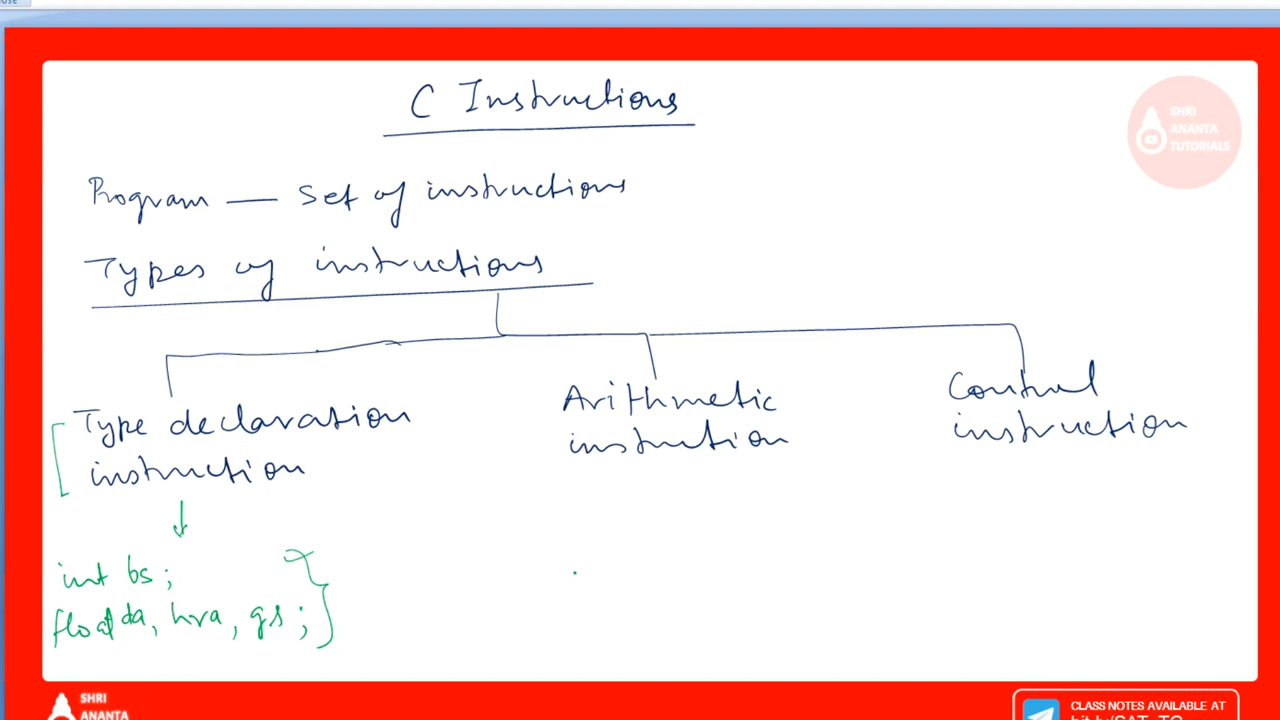 C Instructions
SHRI
ANANTA
TUTORIALS
Program — Set of instructions
Types of instructions
Type declaration
instruction
Arithmetic
instruction
Control
instruction
int bs;
float da, hra, gs;
SHRI
ANANTA
CLASS NOTES AVAILABLE AT